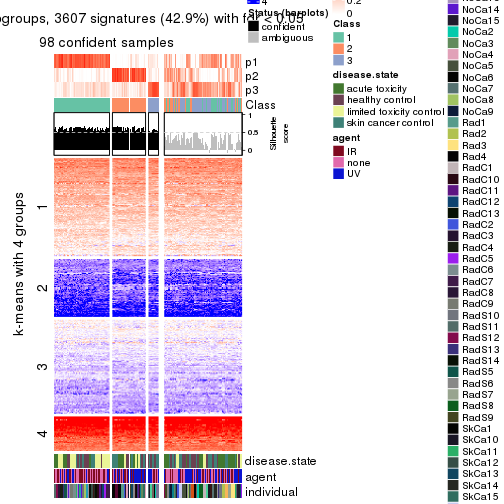 groups, 3607 signatures (42.9%) with fdr < 0.05
98 confident samples
p1
p2
p3
Class
1
0.5
0
Silhouette
score
k-means with 4 groups
1
2
3
4
disease.state
agent
individual
4
Status (barplots)
confident
ambiguous
0.2
0
Class
1
2
3
disease.state
acute toxicity
healthy control
limited toxicity control
skin cancer control
agent
IR
none
UV
NoCa14
NoCa15
NoCa2
NoCa3
NoCa4
NoCa5
NoCa6
NoCa7
NoCa8
NoCa9
Rad1
Rad2
Rad3
Rad4
RadC1
RadC10
RadC11
RadC12
RadC13
RadC2
RadC3
RadC4
RadC5
RadC6
RadC7
RadC8
RadC9
RadS10
RadS11
RadS12
RadS13
RadS14
RadS5
RadS6
RadS7
RadS8
RadS9
SkCa1
SkCa10
SkCa11
SkCa12
SkCa13
SkCa14